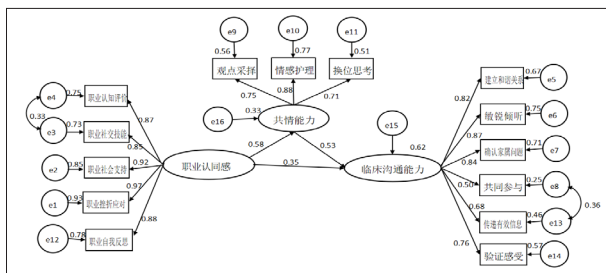 e9
e10
e11
0.56
0.77
0.51
观点采择
情感护理
换位思考
0.75
0.88
0.71
e16
0.33
共情能力
e15
0.58
0.53
职业认同感
0.35
临床沟通能力
0.62
e4
0.75
职业认知评价
0.87
0.33
e3
0.73
职业社交技能
0.85
e2
0.85
职业社会支持
0.92
e1
0.93
职业挫折应对
0.97
e12
0.78
职业自我反思
0.88
建立和谐关系
0.67
e5
0.82
敏锐倾听
0.75
e6
0.87
确认家属问题
0.71
e7
0.84
共同参与
0.25
e8
0.50
0.36
传递有效信息
0.46
e13
0.68
验证感受
0.57
e14
0.76